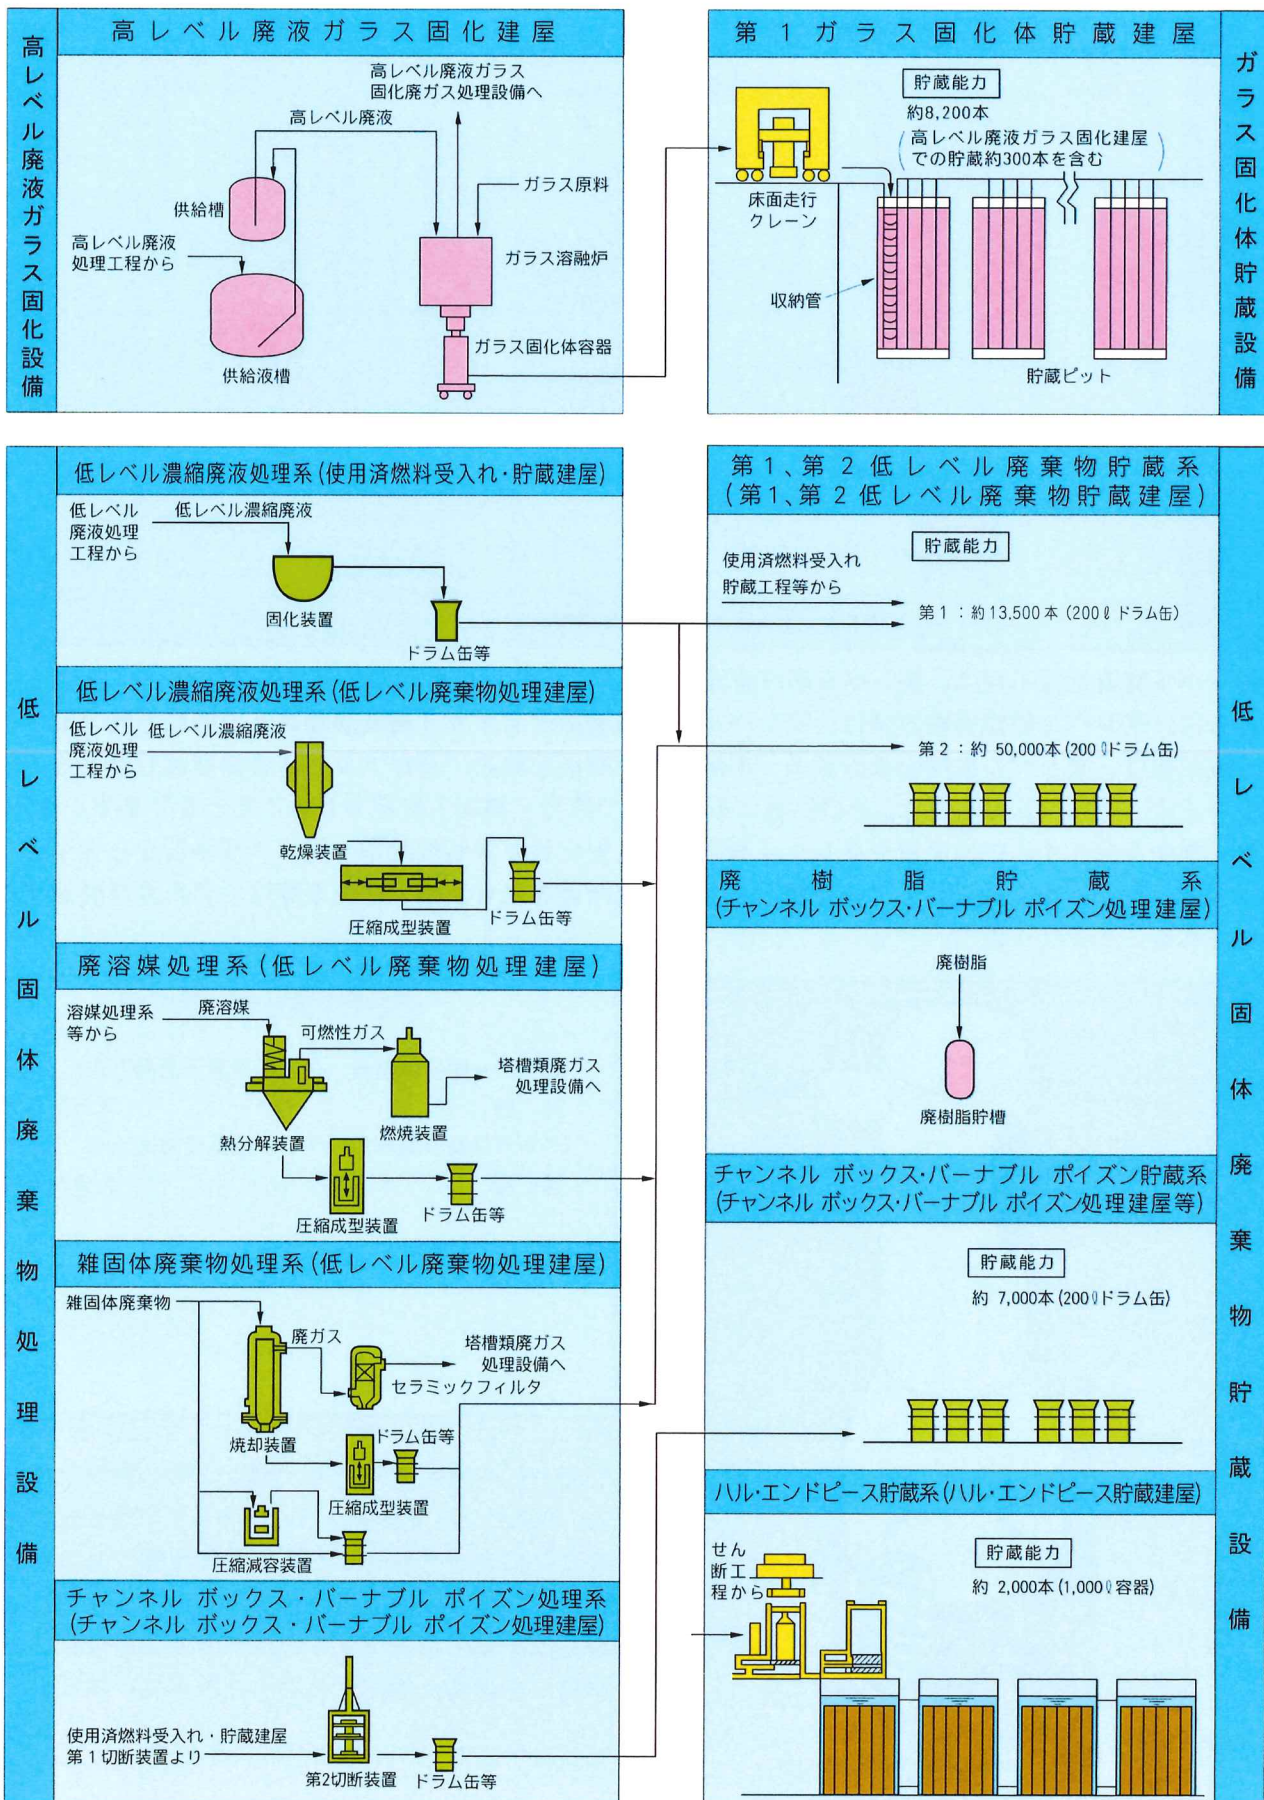 高レベル廃液ガラス固化設備
高レベル廃液ガラス固化建屋
高レベル廃液ガラス
固化廃ガス処理設備へ
高レベル廃液
ガラス原料
供給槽
高レベル廃液
処理工程から
ガラス溶融炉
ガラス固化体容器
供給液槽
第1ガラス固化体貯蔵建屋
ガラス固化体貯蔵設備
貯蔵能力
約8,200本
(高レベル廃液ガラス固化建屋
での貯蔵約300本を含む)
床面走行
クレーン
収納管
貯蔵ピット
低レベル固体廃棄物処理設備
低レベル濃縮廃液処理系(使用済燃料受入れ・貯蔵建屋)
低レベル
廃液処理
工程から
低レベル濃縮廃液
固化装置
ドラム缶等
低レベル濃縮廃液処理系(低レベル廃棄物処理建屋)
低レベル
廃液処理
工程から
低レベル濃縮廃液
乾燥装置
圧縮成型装置
ドラム缶等
廃溶媒処理系(低レベル廃棄物処理建屋)
溶媒処理系
等から
廃溶媒
可燃性ガス
塔槽類廃ガス
処理設備へ
熱分解装置
燃焼装置
圧縮成型装置
ドラム缶等
雑固体廃棄物処理系(低レベル廃棄物処理建屋)
雑固体廃棄物
廃ガス
塔槽類廃ガス
処理設備へ
セラミックフィルタ
焼却装置
ドラム缶等
圧縮成型装置
圧縮減容装置
チャンネル ボックス・バーナブル ポイズン処理系
(チャンネル ボックス・バーナブル ポイズン処理建屋)
使用済燃料受入れ・貯蔵建屋
第1切断装置より
第2切断装置
ドラム缶等
低レベル固体廃棄物貯蔵設備
第1、第2低レベル廃棄物貯蔵系
(第1、第2低レベル廃棄物貯蔵建屋)
貯蔵能力
使用済燃料受入れ
貯蔵工程等から
第1：約13,500本(200ℓドラム缶)
第2：約 50,000本(200ℓドラム缶)
廃樹脂貯蔵系
(チャンネル ボックス・バーナブル ポイズン処理建屋)
廃樹脂
廃樹脂貯槽
チャンネル ボックス・バーナブル ポイズン貯蔵系
(チャンネル ボックス・バーナブル ポイズン処理建屋等)
貯蔵能力
約 7,000本(200ℓドラム缶)
ハル・エンドピース貯蔵系(ハル・エンドピース貯蔵建屋)
せん
断工
程から
貯蔵能力
約 2,000本(1,000ℓ容器)